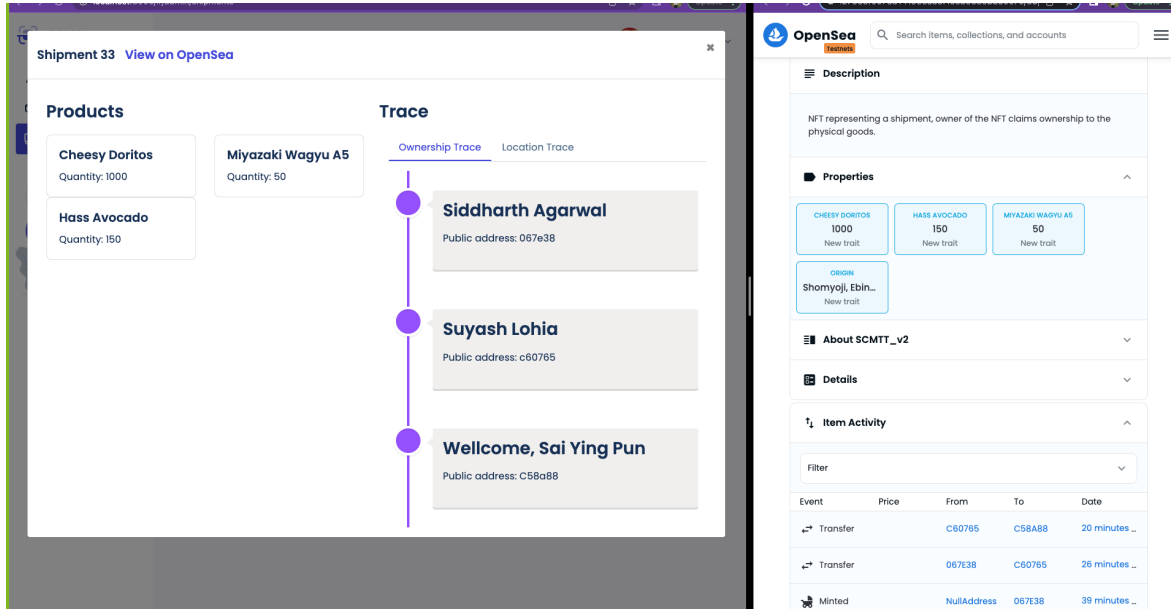 Shipment 33 View on OpenSea
Products
Cheesy Doritos
Quantity: 1000
Miyazaki Wagyu A5
Quantity: 50
Hass Avocado
Quantity: 150
Trace
Ownership Trace Location Trace
Siddharth Agarwal
Public address: 067e38
Suyash Lohia
Public address: c60765
Wellcome, Sai Ying Pun
Public address: C58a88
OpenSea
Testnets
Search items, collections, and accounts
Description
NFT representing a shipment, owner of the NFT claims ownership to the
physical goods.
Properties
CHEESY DORITOS
1000
New trait
HASS AVOCADO
150
New trait
MIYAZAKI WAGYU A5
50
New trait
ORIGIN
Shomyoji, Ebin...
New trait
About SCMTT_v2
Details
Item Activity
Filter
Event Price From To Date
Transfer C60765 C58A88 20 minutes ...
Transfer 067E38 C60765 26 minutes ...
Minted NullAddress 067E38 39 minutes ...